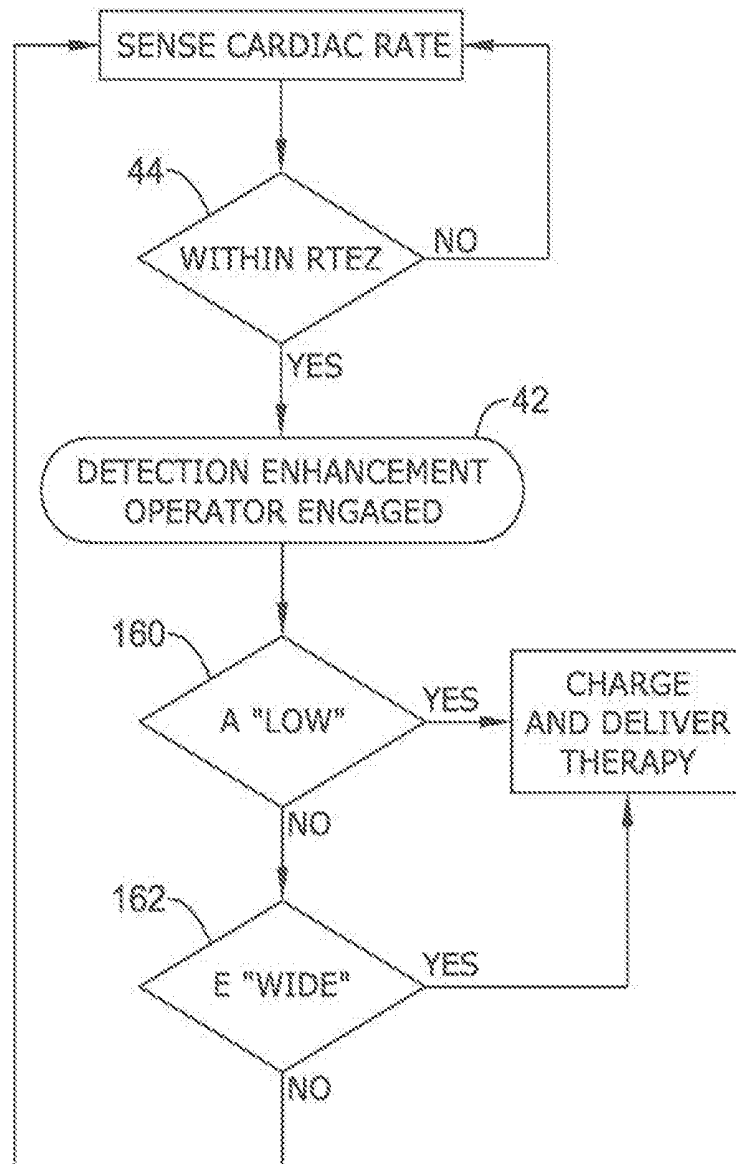 SENSE CARDIAC RATE
44
WITHIN RTEZ
NO
YES
42
DETECTION ENHANCEMENT
OPERATOR ENGAGED
160
A "LOW"
YES
CHARGE
AND DELIVER
THERAPY
NO
162
E "WIDE"
YES
NO